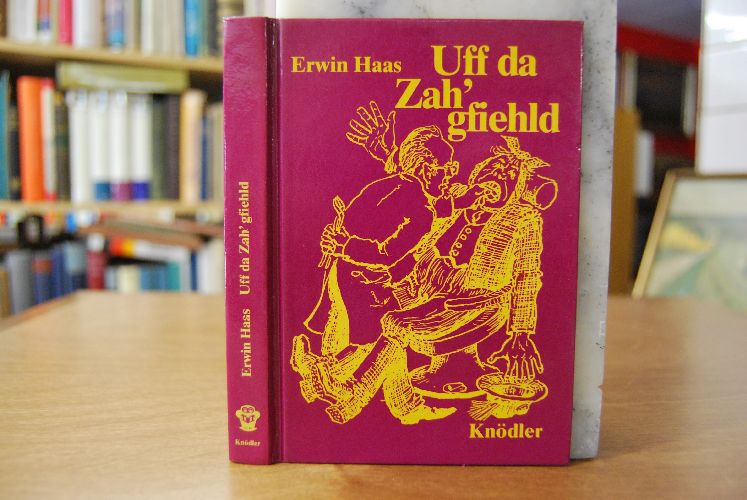 Erwin Haas
Uff da
Zah'
gfiehld
Knödler
Erwin Haas Uff da Zah' gfiehld
Knödler